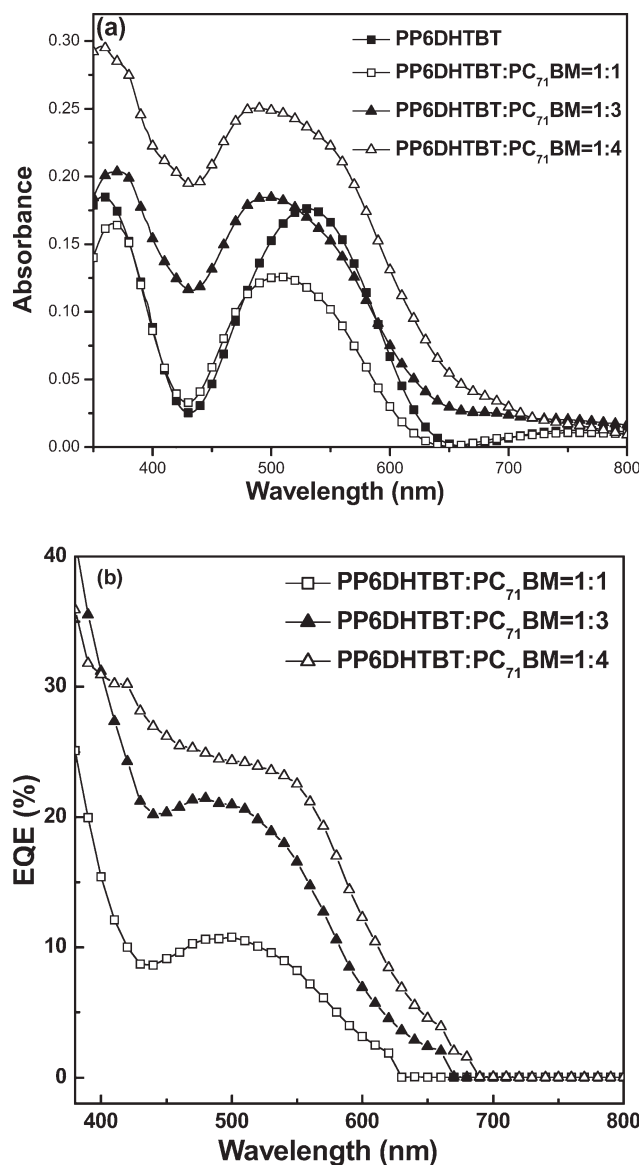 (a)
PP6DHTBT
PP6DHTBT:PC₇₁BM=1:1
PP6DHTBT:PC₇₁BM=1:3
PP6DHTBT:PC₇₁BM=1:4
0.30
0.25
0.20
0.15
0.10
0.05
0.00
Absorbance
400 500 600 700 800
Wavelength (nm)
(b)
PP6DHTBT:PC₇₁BM=1:1
PP6DHTBT:PC₇₁BM=1:3
PP6DHTBT:PC₇₁BM=1:4
40
30
20
10
0
EQE (%)
400 500 600 700 800
Wavelength (nm)